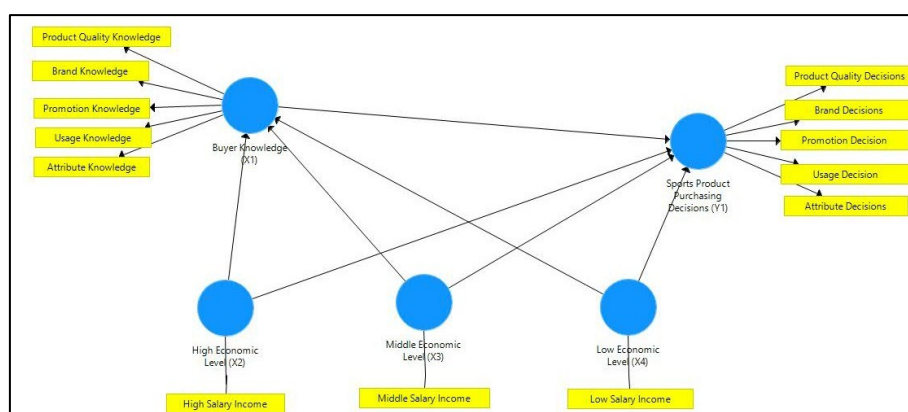 Product Quality Knowledge
Brand Knowledge
Promotion Knowledge
Usage Knowledge
Attribute Knowledge
Buyer Knowledge
(X1)
Product Quality Decisions
Brand Decisions
Promotion Decision
Usage Decision
Attribute Decisions
Sports Product
Purchasing
Decisions (Y1)
High Economic
Level (X2)
Middle Economic
Level (X3)
Low Economic
Level (X4)
High Salary Income
Middle Salary Income
Low Salary Income